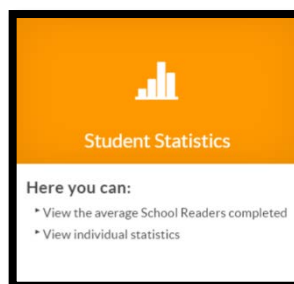 Student Statistics
Here you can:
‣ View the average School Readers completed
‣ View individual statistics